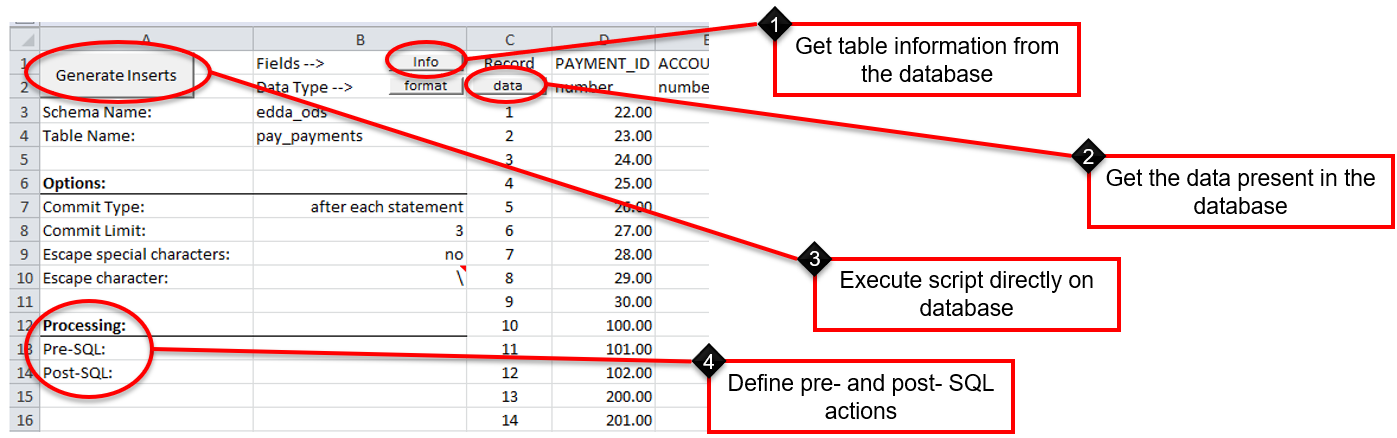 A B C D E
1 Generate Inserts Fields --> Info Record PAYMENT_ID ACCOU
2 Data Type --> format data number numbe
3 Schema Name: edda_ods 1 22.00
4 Table Name: pay_payments 2 23.00
5 3 24.00
6 Options: 4 25.00
7 Commit Type: after each statement 5 26.00
8 Commit Limit: 3 6 27.00
9 Escape special characters: no 7 28.00
10 Escape character: \ 8 29.00
11 9 30.00
12 Processing: 10 100.00
13 Pre-SQL: 11 101.00
14 Post-SQL: 12 102.00
15 13 200.00
16 14 201.00
1
Get table information from
the database
2
Get the data present in the
database
3
Execute script directly on
database
4
Define pre- and post- SQL
actions